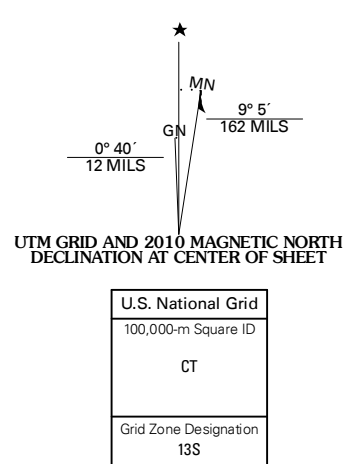 ★
MN
9° 5´
162 MILS
GN
0° 40´
12 MILS
UTM GRID AND 2010 MAGNETIC NORTH
DECLINATION AT CENTER OF SHEET
U.S. National Grid
100,000-m Square ID
CT
Grid Zone Designation
13S